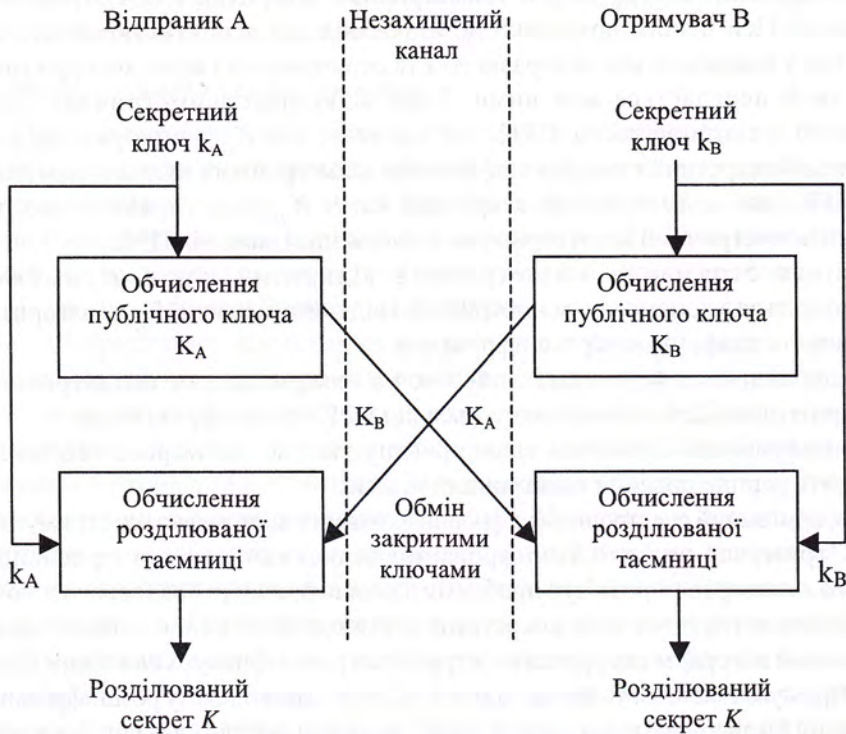 Відпраник А
Незахищений
канал
Отримувач В
Секретний
ключ kA
Секретний
ключ kB
Обчислення
публічного ключа
KA
Обчислення
публічного ключа
KB
KB
KA
Обчислення
розділюваної
таємниці
Обмін
закритими
ключами
Обчислення
розділюваної
таємниці
kA
kB
Розділюваний
секрет K
Розділюваний
секрет K